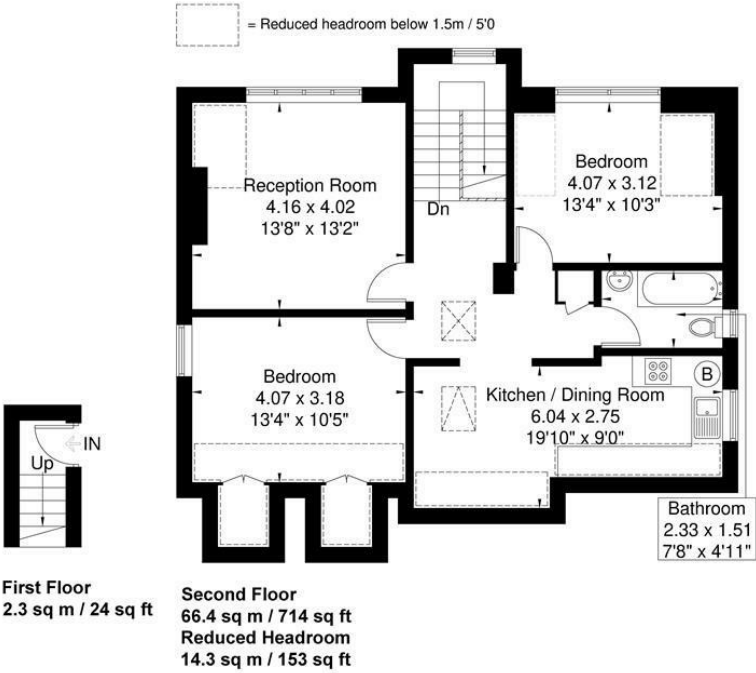 = Reduced headroom below 1.5m / 5'0
Reception Room
4.16 x 4.02
13'8" x 13'2"
Dn
Bedroom
4.07 x 3.12
13'4" x 10'3"
Bedroom
4.07 x 3.18
13'4" x 10'5"
Kitchen / Dining Room
6.04 x 2.75
19'10" x 9'0"
B
IN
Up
Bathroom
2.33 x 1.51
7'8" x 4'11"
First Floor
2.3 sq m / 24 sq ft
Second Floor
66.4 sq m / 714 sq ft
Reduced Headroom
14.3 sq m / 153 sq ft